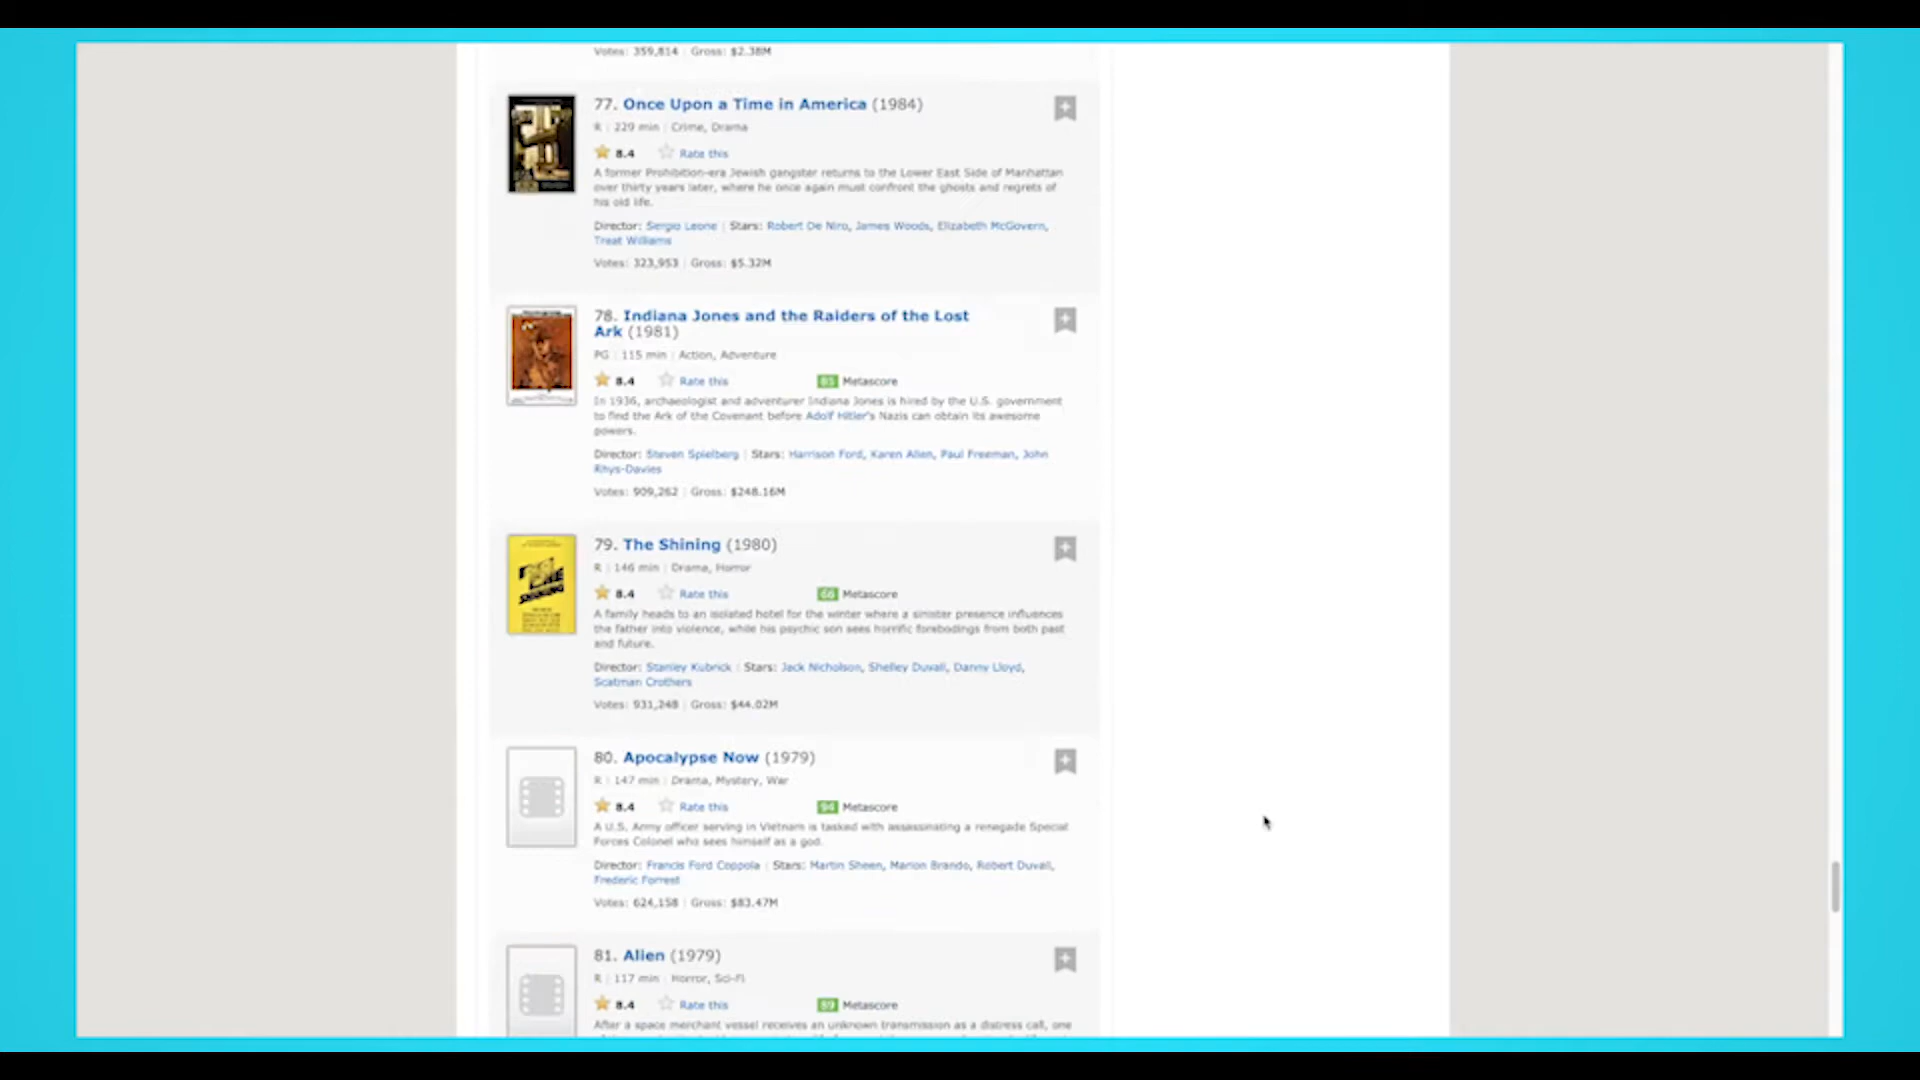 Votes: 359,814 | Gross: $2.38M
77. Once Upon a Time in America (1984)
R | 229 min | Crime, Drama
8.4 Rate this
A former Prohibition-era Jewish gangster returns to the Lower East Side of Manhattan
over thirty years later, where he once again must confront the ghosts and regrets of
his old life.
Director: Sergio Leone | Stars: Robert De Niro, James Woods, Elizabeth McGovern,
Treat Williams
Votes: 323,953 | Gross: $5.32M
78. Indiana Jones and the Raiders of the Lost
Ark (1981)
PG | 115 min | Action, Adventure
8.4 Rate this 85 Metascore
In 1936, archaeologist and adventurer Indiana Jones is hired by the U.S. government
to find the Ark of the Covenant before Adolf Hitler's Nazis can obtain its awesome
powers.
Director: Steven Spielberg | Stars: Harrison Ford, Karen Allen, Paul Freeman, John
Rhys-Davies
Votes: 909,262 | Gross: $248.16M
THE
SHINING
79. The Shining (1980)
R | 146 min | Drama, Horror
8.4 Rate this 66 Metascore
A family heads to an isolated hotel for the winter where a sinister presence influences
the father into violence, while his psychic son sees horrific forebodings from both past
and future.
Director: Stanley Kubrick | Stars: Jack Nicholson, Shelley Duvall, Danny Lloyd,
Scatman Crothers
Votes: 931,248 | Gross: $44.02M
80. Apocalypse Now (1979)
R | 147 min | Drama, Mystery, War
8.4 Rate this 94 Metascore
A U.S. Army officer serving in Vietnam is tasked with assassinating a renegade Special
Forces Colonel who sees himself as a god.
Director: Francis Ford Coppola | Stars: Martin Sheen, Marlon Brando, Robert Duvall,
Frederic Forrest
Votes: 624,158 | Gross: $83.47M
81. Alien (1979)
R | 117 min | Horror, Sci-Fi
8.4 Rate this 89 Metascore
After a space merchant vessel receives an unknown transmission as a distress call, one